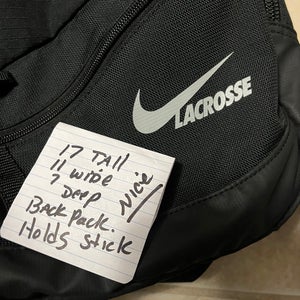 LACROSSE
17 TALL
11 wide
7 Deep
Back Pack.
Holds Stick
NICE